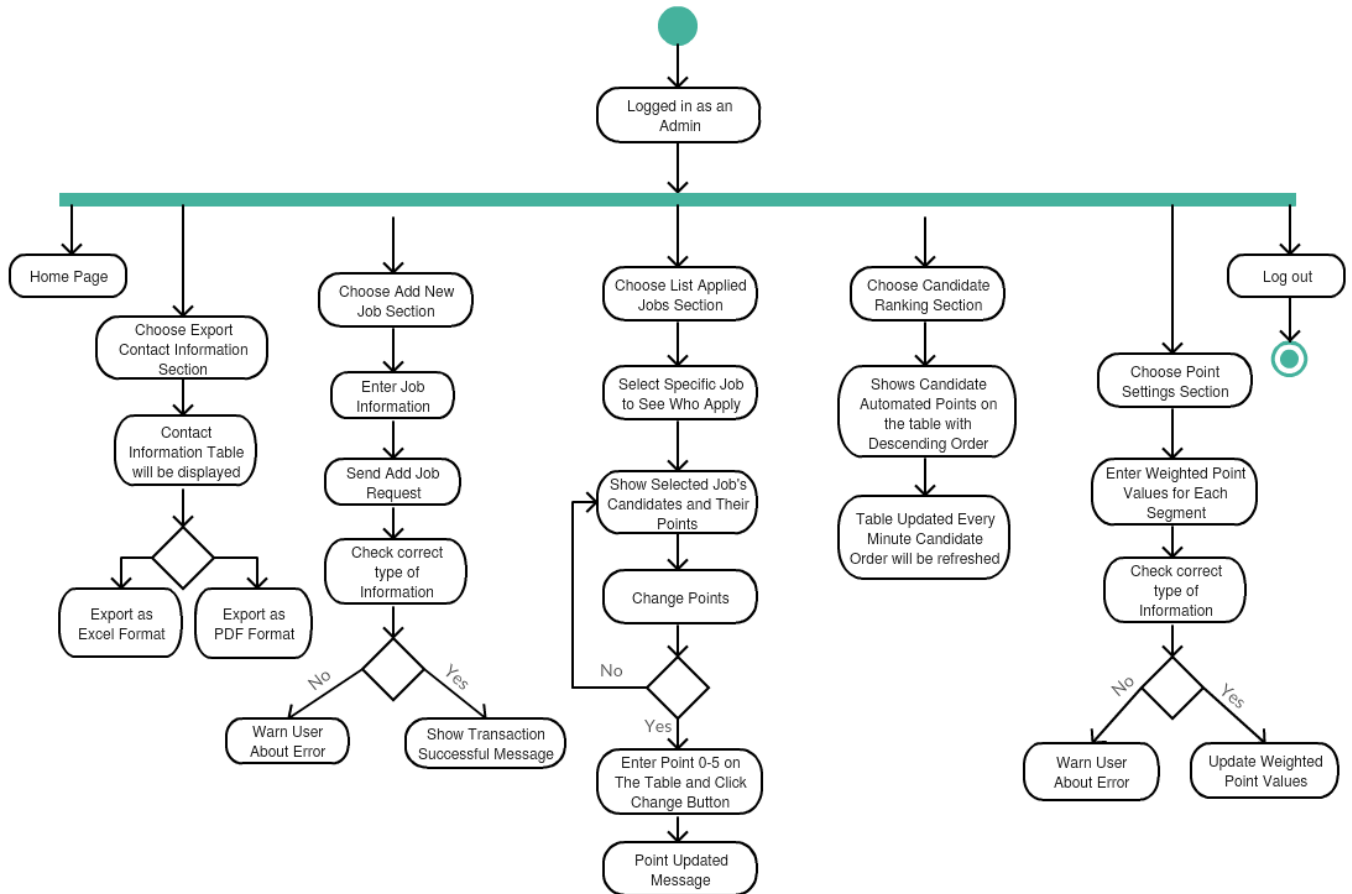 Logged in as an
Admin
Home Page
Choose Export
Contact Information
Section
Contact
Information Table
will be displayed
Export as
Excel Format
Export as
PDF Format
Choose Add New
Job Section
Enter Job
Information
Send Add Job
Request
Check correct
type of
Information
No
Yes
Warn User
About Error
Show Transaction
Successful Message
Choose List Applied
Jobs Section
Select Specific Job
to See Who Apply
Show Selected Job's
Candidates and Their
Points
Change Points
No
Yes
Enter Point 0-5 on
The Table and Click
Change Button
Point Updated
Message
Choose Candidate
Ranking Section
Shows Candidate
Automated Points on
the table with
Descending Order
Table Updated Every
Minute Candidate
Order will be refreshed
Choose Point
Settings Section
Enter Weighted Point
Values for Each
Segment
Check correct
type of
Information
No
Yes
Warn User
About Error
Update Weighted
Point Values
Log out